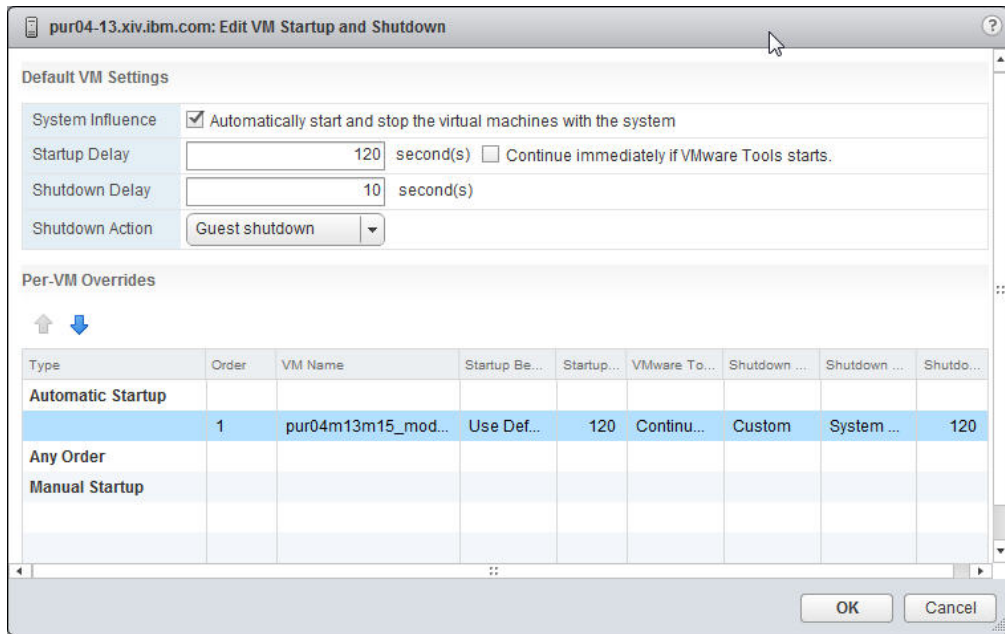 pur04-13.xiv.ibm.com: Edit VM Startup and Shutdown ?
Default VM Settings
System Influence Automatically start and stop the virtual machines with the system
Startup Delay 120 second(s) Continue immediately if VMware Tools starts.
Shutdown Delay 10 second(s)
Shutdown Action Guest shutdown
Per-VM Overrides
Type Order VM Name Startup Be... Startup... VMware To... Shutdown ... Shutdown ... Shutdo...
Automatic Startup
1 pur04m13m15_mod... Use Def... 120 Continu... Custom System ... 120
Any Order
Manual Startup
OK Cancel